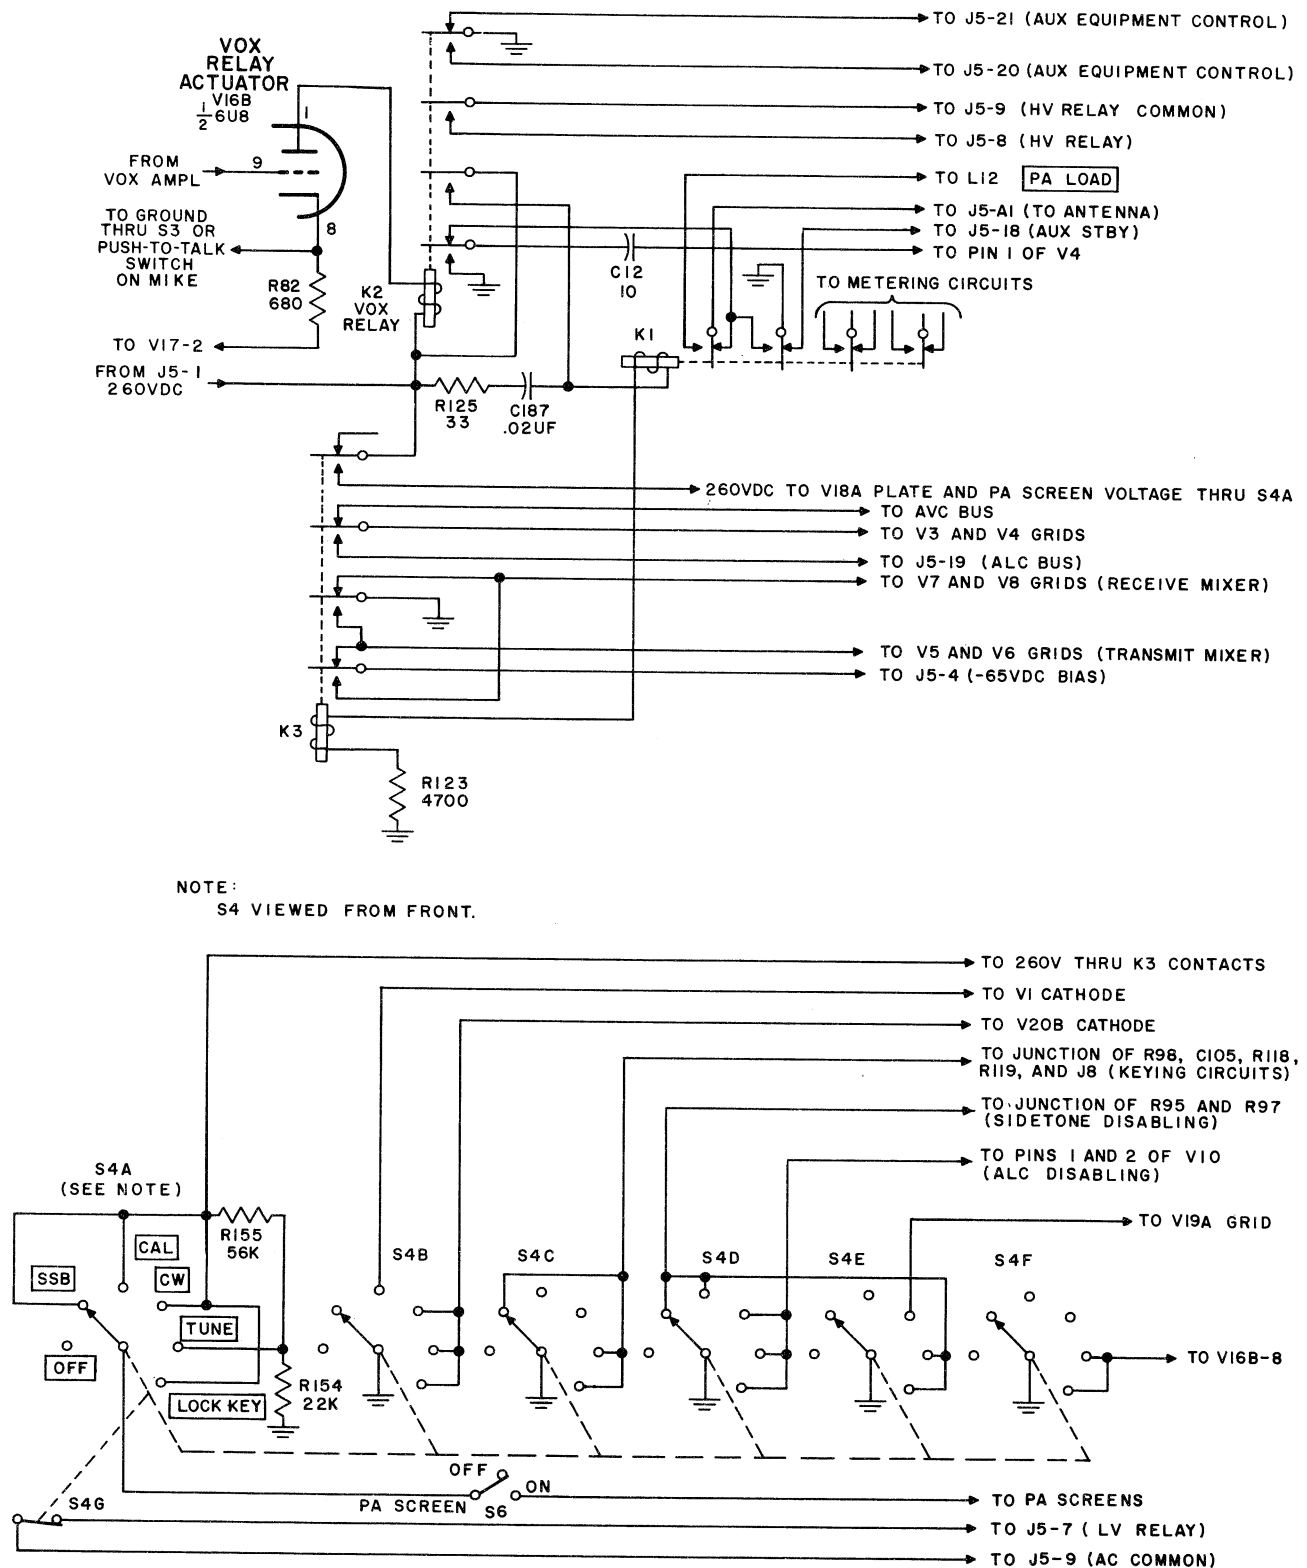 TO J5-21 (AUX EQUIPMENT CONTROL)
VOX
RELAY
ACTUATOR
V16B
1/2 6U8
1
TO J5-20 (AUX EQUIPMENT CONTROL)
TO J5-9 (HV RELAY COMMON)
TO J5-8 (HV RELAY)
FROM
VOX AMPL
9
TO L12 PA LOAD
TO J5-A1 (TO ANTENNA)
TO GROUND
THRU S3 OR
PUSH-TO-TALK
SWITCH
ON MIKE
8
TO J5-18 (AUX STBY)
TO PIN 1 OF V4
C12
10
R82
680
K2
VOX
RELAY
TO METERING CIRCUITS
K1
TO V17-2
FROM J5-1
260VDC
R125
33
C187
.02UF
260VDC TO V18A PLATE AND PA SCREEN VOLTAGE THRU S4A
TO AVC BUS
TO V3 AND V4 GRIDS
TO J5-19 (ALC BUS)
TO V7 AND V8 GRIDS (RECEIVE MIXER)
TO V5 AND V6 GRIDS (TRANSMIT MIXER)
TO J5-4 (-65VDC BIAS)
K3
R123
4700
NOTE:
S4 VIEWED FROM FRONT.
TO 260V THRU K3 CONTACTS
TO V1 CATHODE
TO V20B CATHODE
TO JUNCTION OF R98, C105, R118,
R119, AND J8 (KEYING CIRCUITS)
TO JUNCTION OF R95 AND R97
(SIDETONE DISABLING)
TO PINS 1 AND 2 OF V10
(ALC DISABLING)
S4A
(SEE NOTE)
R155
56K
TO V19A GRID
CAL
S4B
S4C
S4D
S4E
S4F
SSB
CW
TUNE
OFF
TO V16B-8
R154
22K
LOCK KEY
OFF
ON
PA SCREEN
S6
TO PA SCREENS
S4G
TO J5-7 (LV RELAY)
TO J5-9 (AC COMMON)